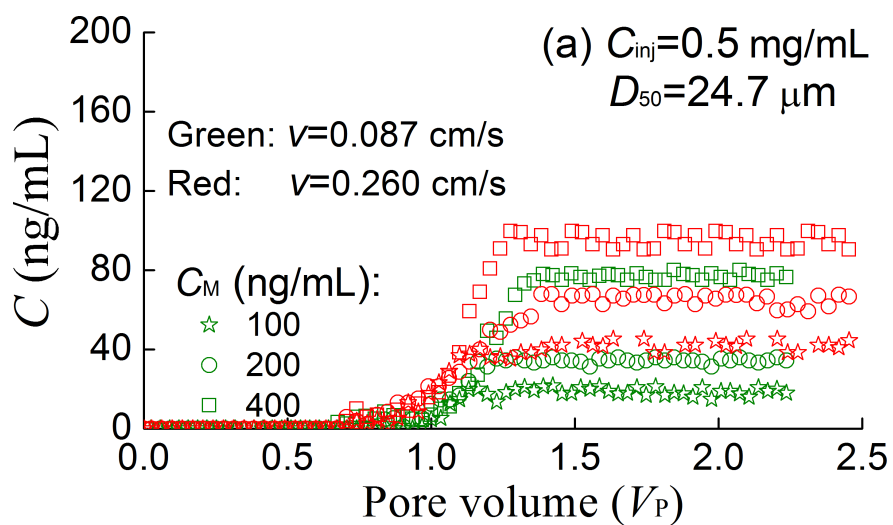 200
160
120
80
40
0
C (ng/mL)
(a) Cinj=0.5 mg/mL
D50=24.7 μm
Green: v=0.087 cm/s
Red: v=0.260 cm/s
CM (ng/mL):
100
200
400
0.0 0.5 1.0 1.5 2.0 2.5
Pore volume (VP)